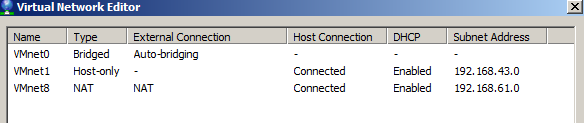 Virtual Network Editor
Name Type External Connection Host Connection DHCP Subnet Address
VMnet0 Bridged Auto-bridging - - -
VMnet1 Host-only - Connected Enabled 192.168.43.0
VMnet8 NAT NAT Connected Enabled 192.168.61.0